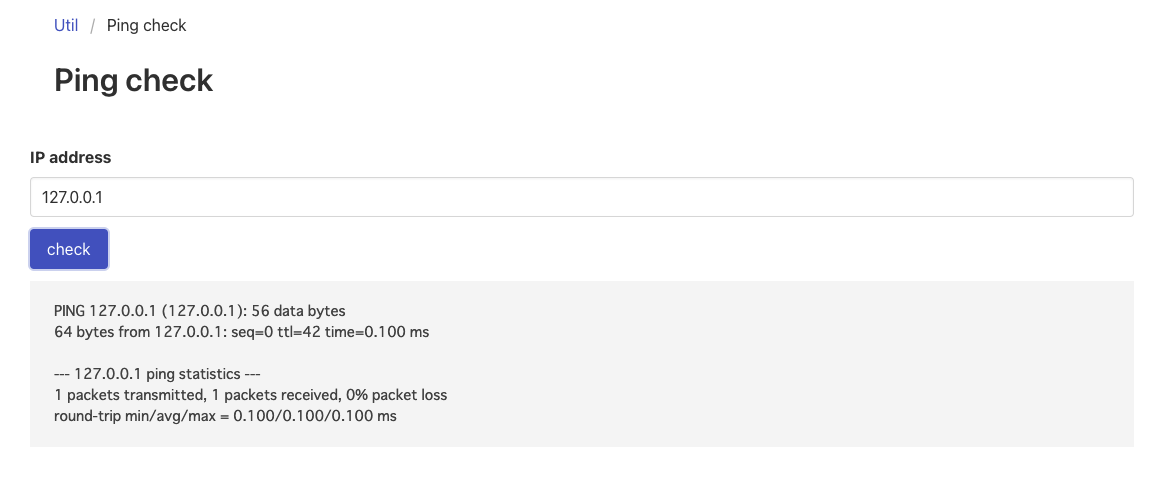 Util / Ping check
Ping check
IP address
127.0.0.1
check
PING 127.0.0.1 (127.0.0.1): 56 data bytes
64 bytes from 127.0.0.1: seq=0 ttl=42 time=0.100 ms
--- 127.0.0.1 ping statistics ---
1 packets transmitted, 1 packets received, 0% packet loss
round-trip min/avg/max = 0.100/0.100/0.100 ms